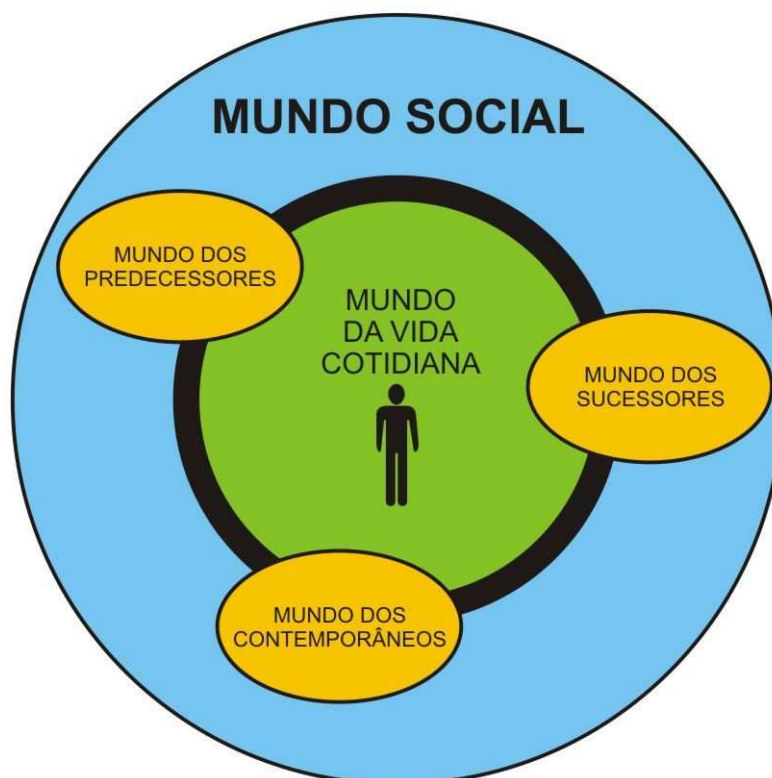 MUNDO SOCIAL
MUNDO DOS
PREDECESSORES
MUNDO
DA VIDA
COTIDIANA
MUNDO DOS
SUCESSORES
MUNDO DOS
CONTEMPORÂNEOS